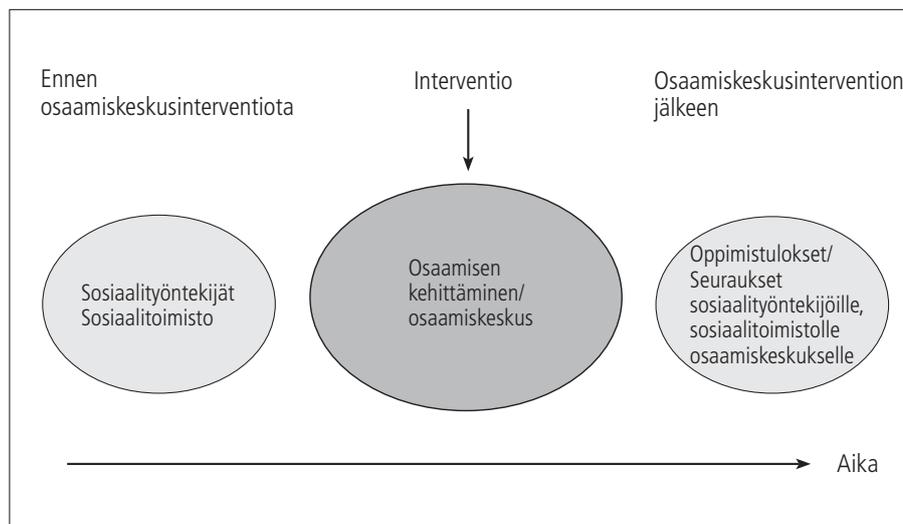 Ennen
osaamiskeskusinterventiota
Interventio
Osaamiskeskusintervention
jälkeen
Sosiaalityöntekijät
Sosiaalitoimisto
Osaamisen
kehittäminen/
osaamiskeskus
Oppimistulokset/
Seuraukset
sosiaalityöntekijöille,
sosiaalitoimistolle
osaamiskeskukselle
Aika